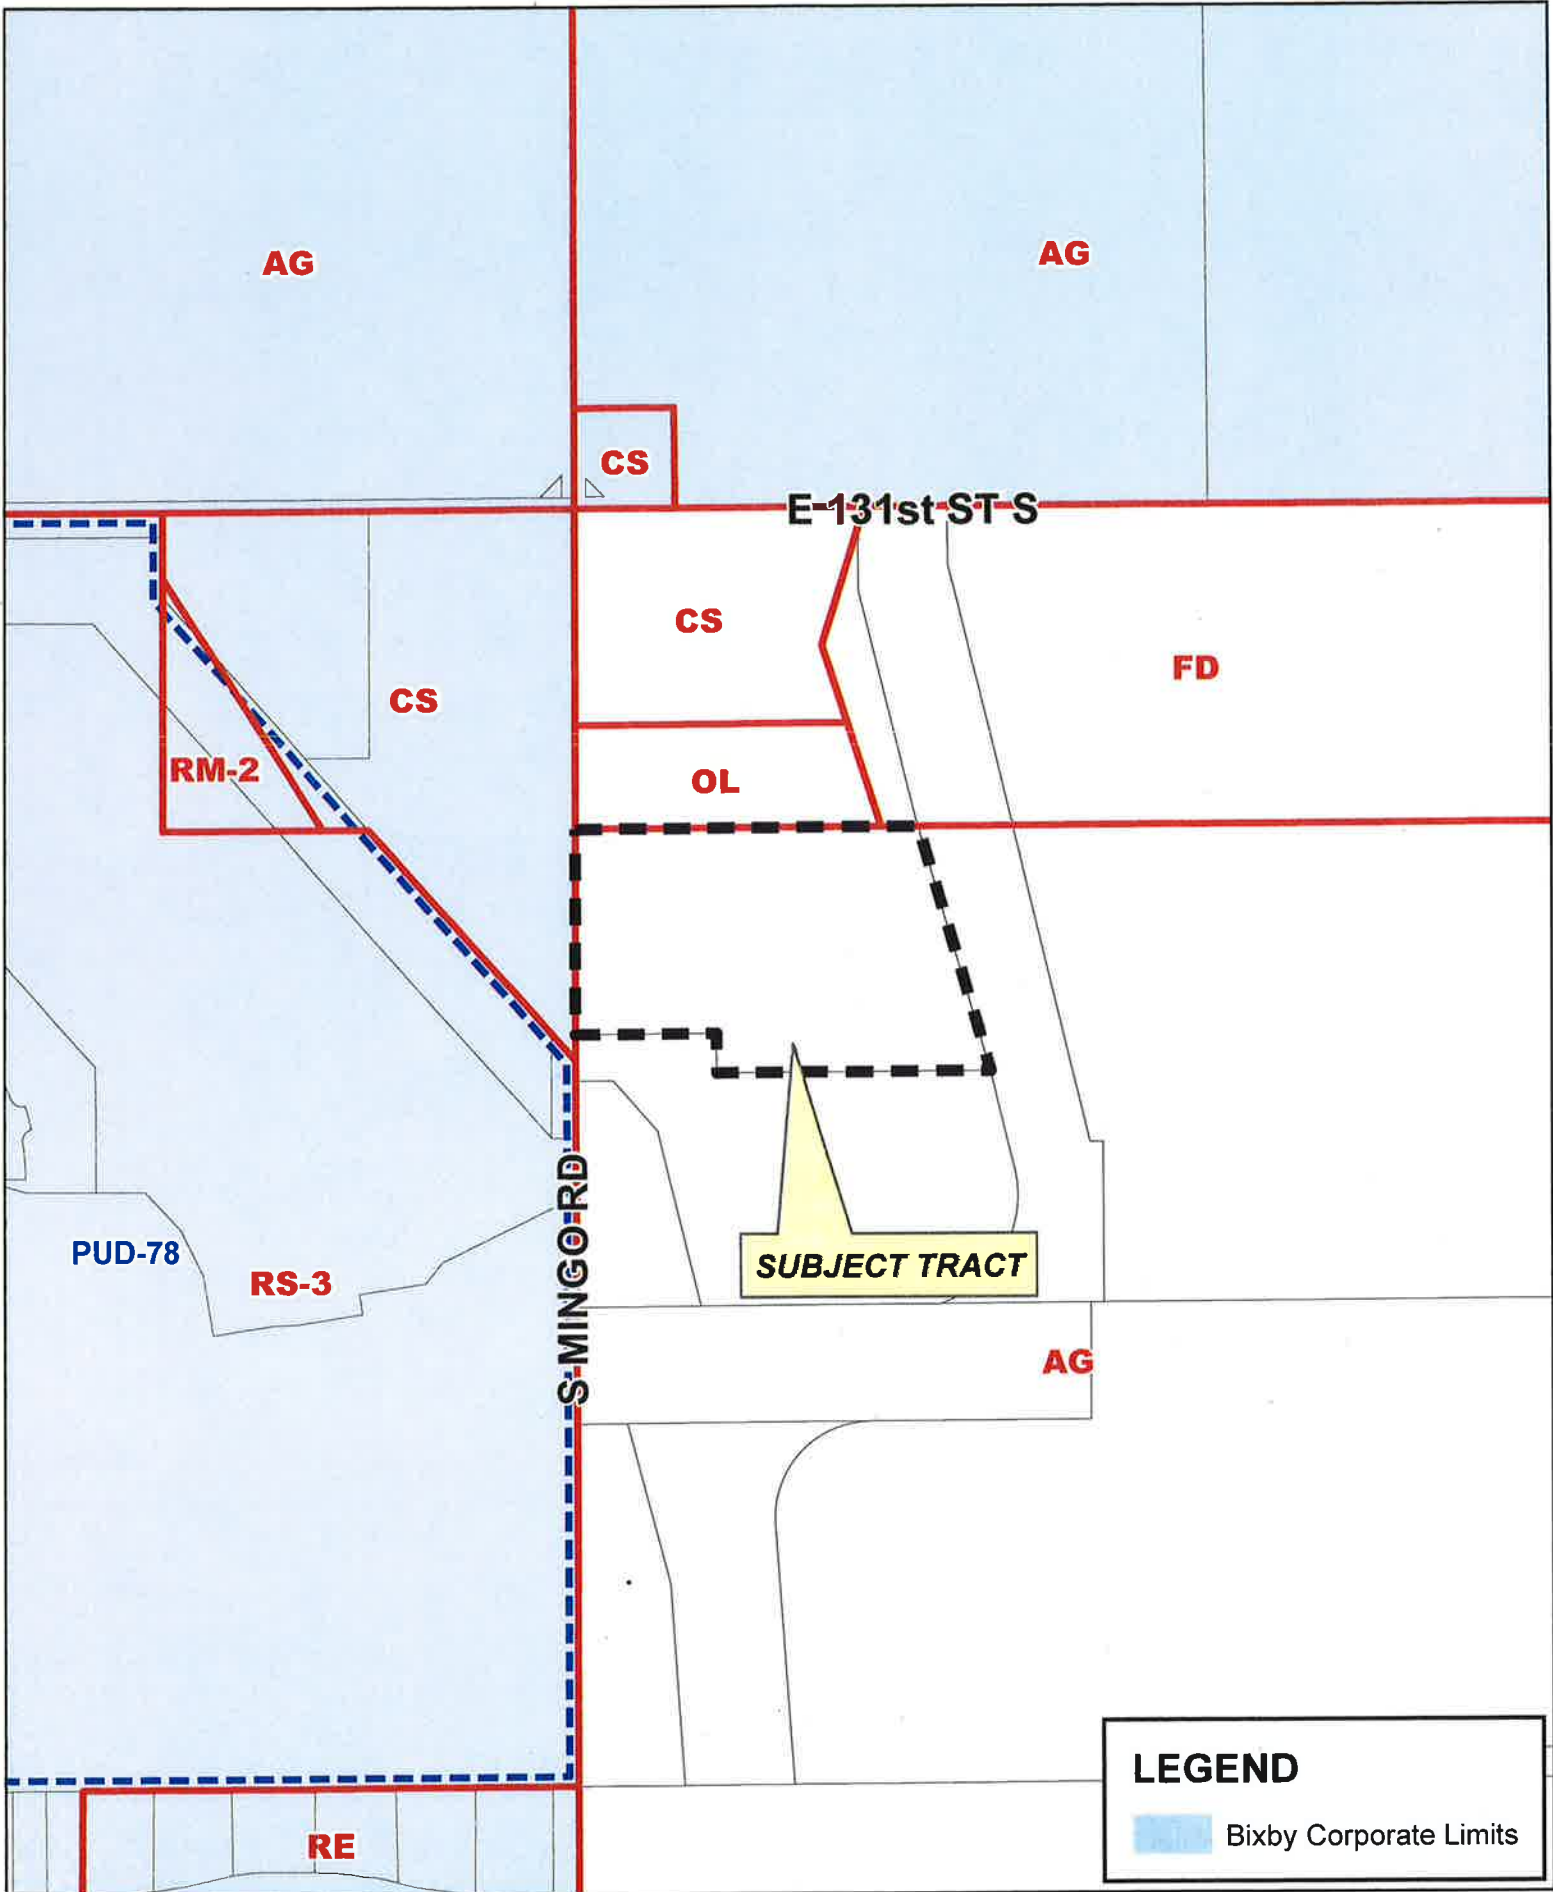 AG
AG
CS
E 131st ST S
CS
FD
CS
RM-2
OL
S MINGO RD
PUD-78
RS-3
SUBJECT TRACT
AG
LEGEND
Bixby Corporate Limits
RE